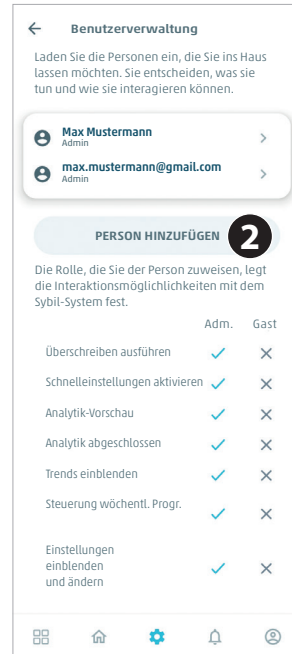 Benutzerverwaltung
Laden Sie die Personen ein, die Sie ins Haus
lassen möchten. Sie entscheiden, was sie
tun und wie sie interagieren können.
Max Mustermann
Admin
max.mustermann@gmail.com
Admin
PERSON HINZUFÜGEN 2
Die Rolle, die Sie der Person zuweisen, legt
die Interaktionsmöglichlichkeiten mit dem
Sybil-System fest.
Adm. Gast
Überschreiben ausführen
Schnelleinstellungen aktivieren
Analytik-Vorschau
Analytik abgeschlossen
Trends einblenden
Steuerung wöchentl. Progr.
Einstellungen
einblenden
und ändern